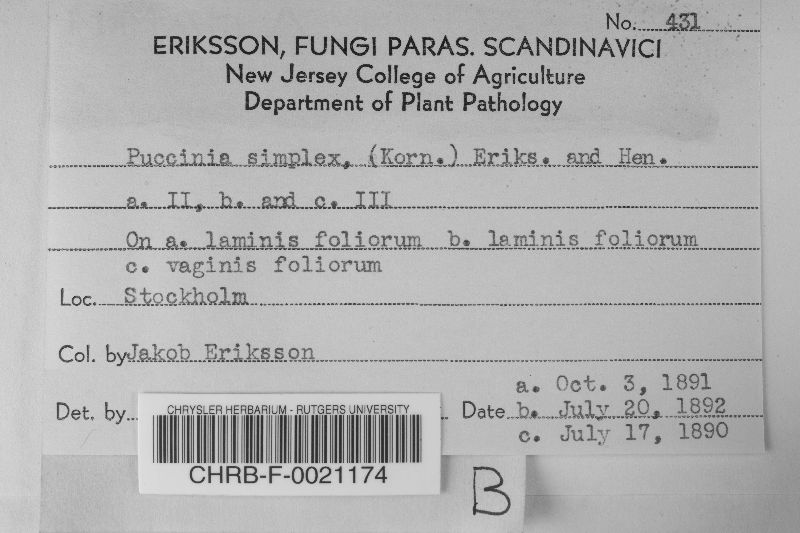 No. 431
ERIKSSON, FUNGI PARAS. SCANDINAVICI
New Jersey College of Agriculture
Department of Plant Pathology
Puccinia simplex, (Korn.) Eriks. and Hen.
a. II, b. and c. III
On a. laminis foliorum b. laminis foliorum
c. vaginis foliorum
Loc. Stockholm
Col. by Jakob Eriksson
a. Oct. 3, 1891
Det. by Date b. July 20, 1892
c. July 17, 1890
CHRYSLER HERBARIUM - RUTGERS UNIVERSITY
CHRB-F-0021174
B